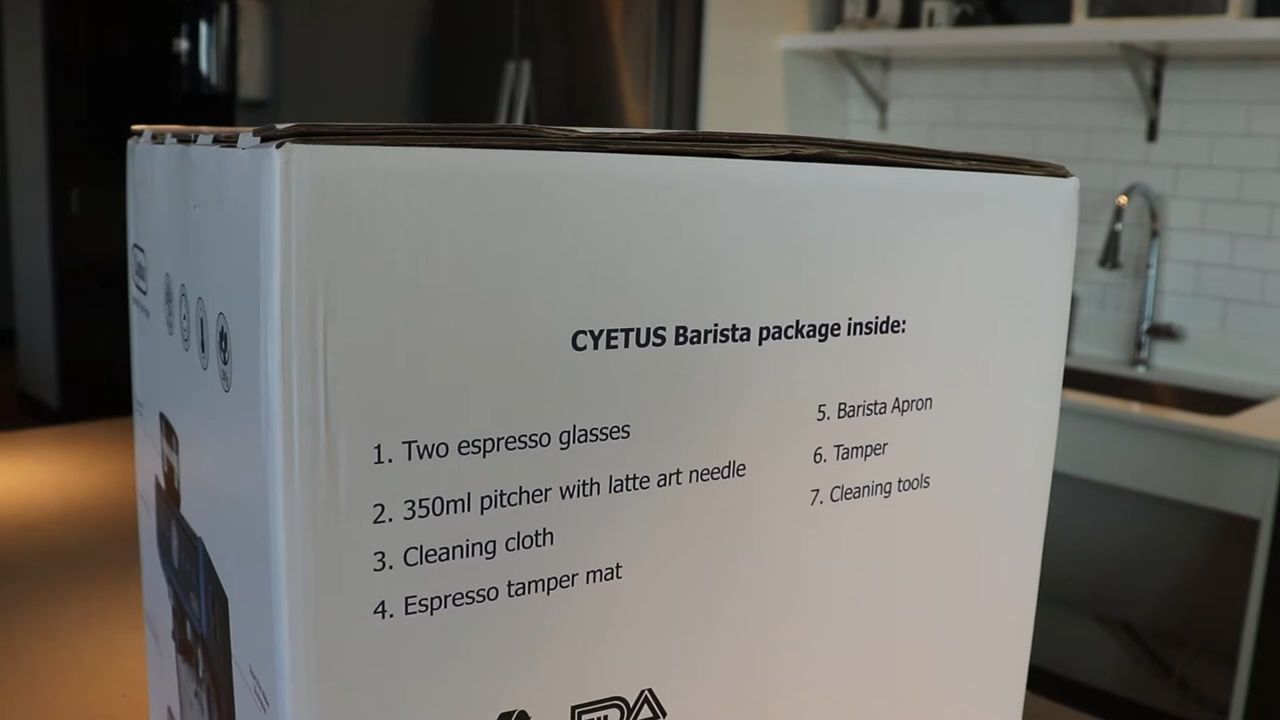 CYETUS Barista package inside:
1. Two espresso glasses
2. 350ml pitcher with latte art needle
3. Cleaning cloth
4. Espresso tamper mat
5. Barista Apron
6. Tamper
7. Cleaning tools